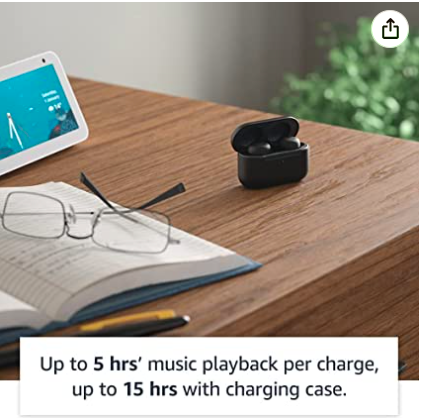 Up to 5 hrs’ music playback per charge,
up to 15 hrs with charging case.